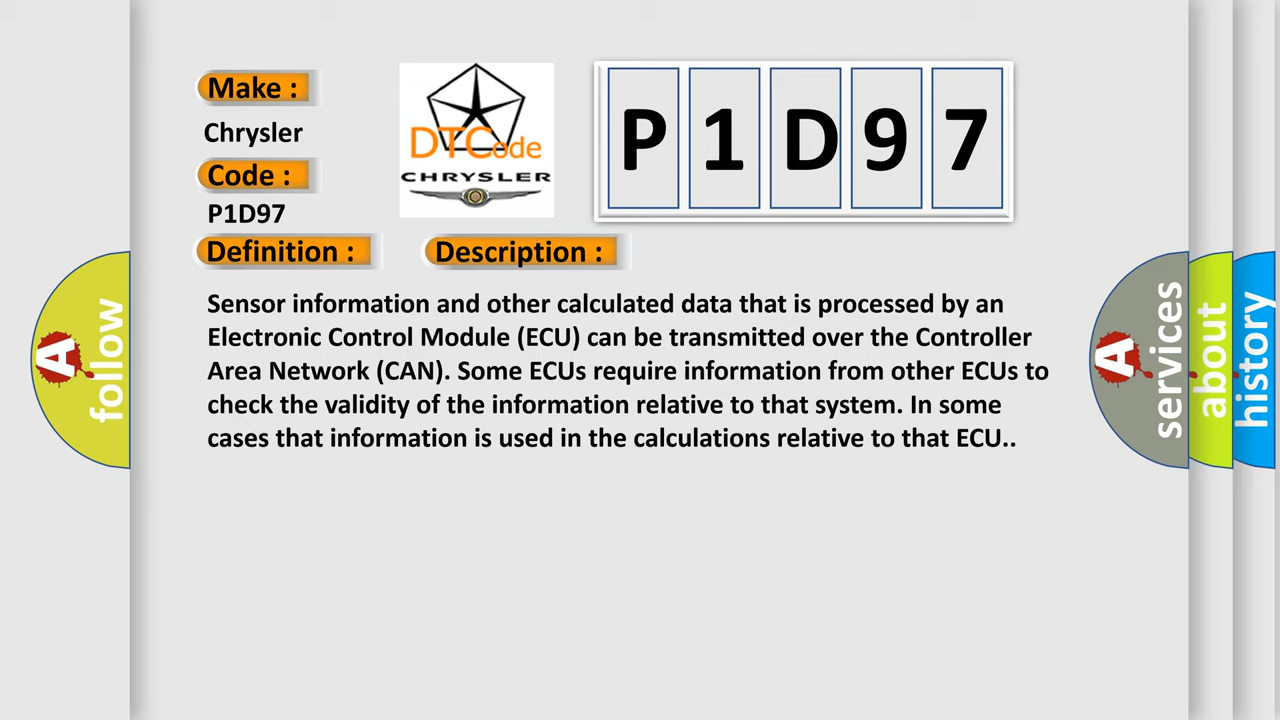 Make :
Chrysler
Code :
P1D97
Definition :
Description :
DTCode
CHRYSLER
P1D97
Sensor information and other calculated data that is processed by an
Electronic Control Module (ECU) can be transmitted over the Controller
Area Network (CAN). Some ECUs require information from other ECUs to
check the validity of the information relative to that system. In some
cases that information is used in the calculations relative to that ECU..
A
follow
A
services
about
history